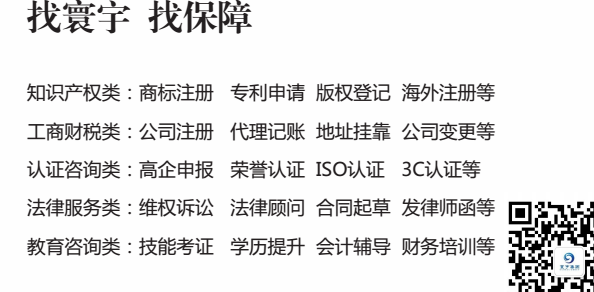 找寰宇 找保障
知识产权类：商标注册 专利申请 版权登记 海外注册等
工商财税类：公司注册 代理记账 地址挂靠 公司变更等
认证咨询类：高企申报 荣誉认证 ISO认证 3C认证等
法律服务类：维权诉讼 法律顾问 合同起草 发律师函等
教育咨询类：技能考证 学历提升 会计辅导 财务培训等